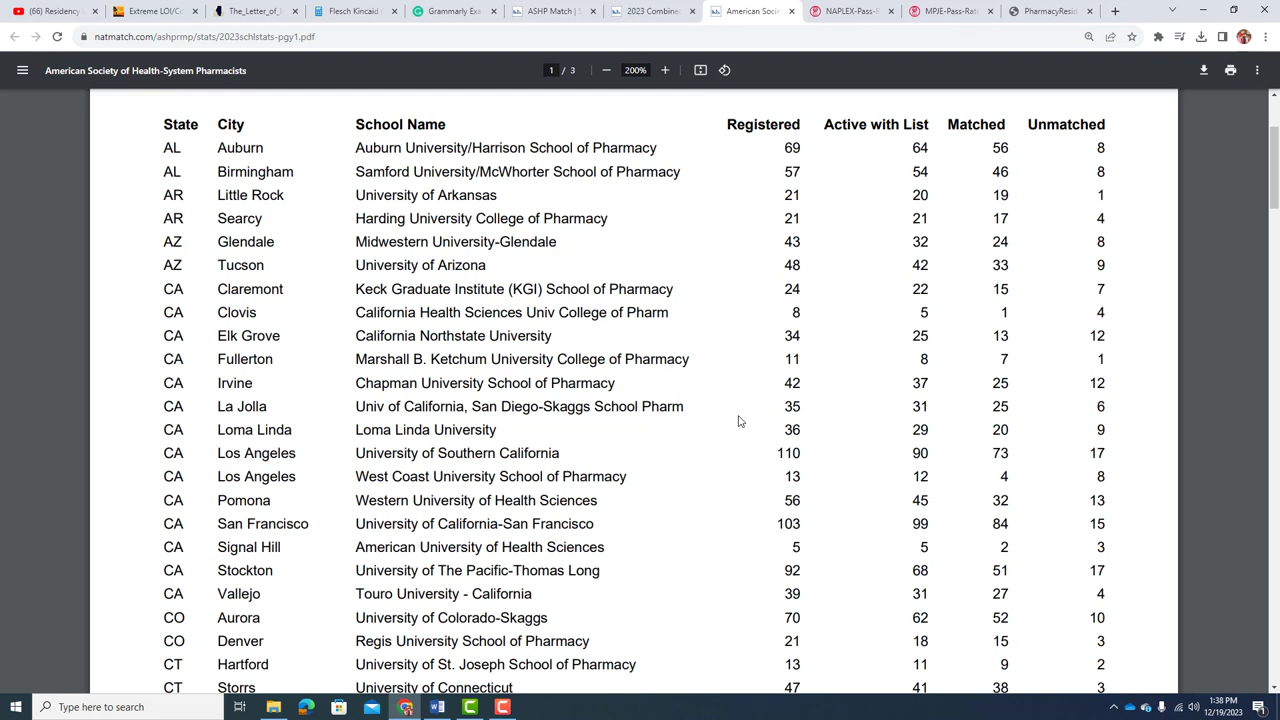 (66) Residency
Extreme LOI/Co
The_Letter_of_I
Flesch Kincaid
Grammarly Exa
ASHP Match | S
2023 Combined
American Socie
NAPLEX-Pass-R
MPJE-Pass-Rate
PharmacyResid
natmatch.com/ashprmp/stats/2023schlstats-pgy1.pdf
American Society of Health-System Pharmacists 1 / 3 200%
State City School Name Registered Active with List Matched Unmatched
AL Auburn Auburn University/Harrison School of Pharmacy 69 64 56 8
AL Birmingham Samford University/McWhorter School of Pharmacy 57 54 46 8
AR Little Rock University of Arkansas 21 20 19 1
AR Searcy Harding University College of Pharmacy 21 21 17 4
AZ Glendale Midwestern University-Glendale 43 32 24 8
AZ Tucson University of Arizona 48 42 33 9
CA Claremont Keck Graduate Institute (KGI) School of Pharmacy 24 22 15 7
CA Clovis California Health Sciences Univ College of Pharm 8 5 1 4
CA Elk Grove California Northstate University 34 25 13 12
CA Fullerton Marshall B. Ketchum University College of Pharmacy 11 8 7 1
CA Irvine Chapman University School of Pharmacy 42 37 25 12
CA La Jolla Univ of California, San Diego-Skaggs School Pharm 35 31 25 6
CA Loma Linda Loma Linda University 36 29 20 9
CA Los Angeles University of Southern California 110 90 73 17
CA Los Angeles West Coast University School of Pharmacy 13 12 4 8
CA Pomona Western University of Health Sciences 56 45 32 13
CA San Francisco University of California-San Francisco 103 99 84 15
CA Signal Hill American University of Health Sciences 5 5 2 3
CA Stockton University of The Pacific-Thomas Long 92 68 51 17
CA Vallejo Touro University - California 39 31 27 4
CO Aurora University of Colorado-Skaggs 70 62 52 10
CO Denver Regis University School of Pharmacy 21 18 15 3
CT Hartford University of St. Joseph School of Pharmacy 13 11 9 2
CT Storrs University of Connecticut 47 41 38 3
Type here to search
1:38 PM
12/19/2023